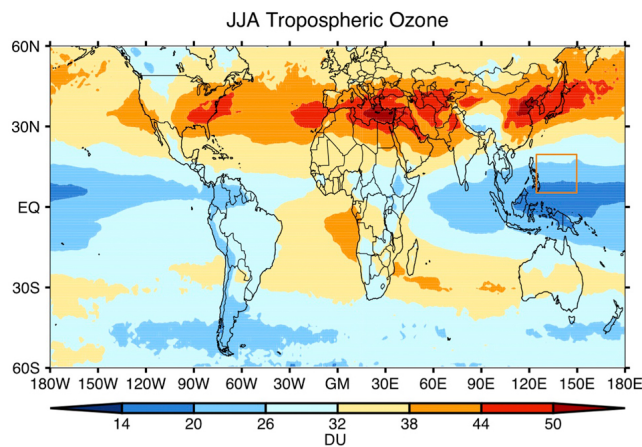 JJA Tropospheric Ozone
60N
30N
EQ
30S
60S
180W 150W 120W 90W 60W 30W GM 30E 60E 90E 120E 150E 180E
14 20 26 32 38 44 50
DU